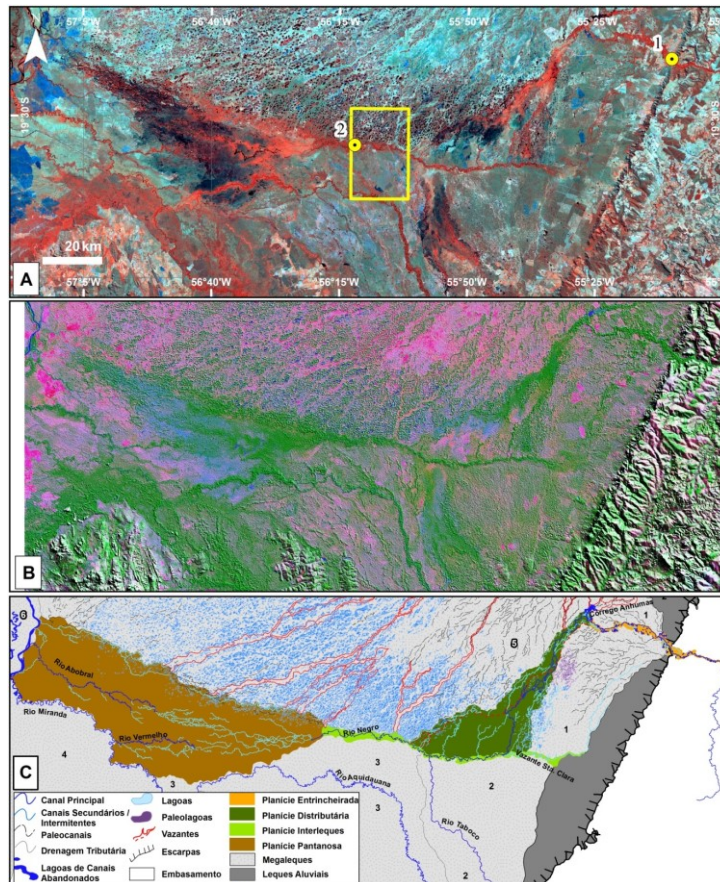 57°5'W 56°40'W 56°15'W 55°50'W 55°25'W
1
19°30'S
2
20 km
A
57°5'W 56°40'W 56°15'W 55°50'W 55°25'W
B
Córrego Anhumas
1
6
5
Rio Abobral
Rio Miranda
Rio Negro
1
Rio Vermelho
Vazante Sta. Clara
4
C
3
3
2
Rio Aquidauana
3
Rio Taboco
2
Canal Principal
Canais Secundários /
Intermitentes
Paleocanais
Drenagem Tributária
Lagoas de Canais
Abandonados
Lagoas
Paleolagoas
Vazantes
Escarpas
Embasamento
Planície Entrincheirada
Planície Distributária
Planície Interleques
Planície Pantanosa
Megaleques
Leques Aluviais